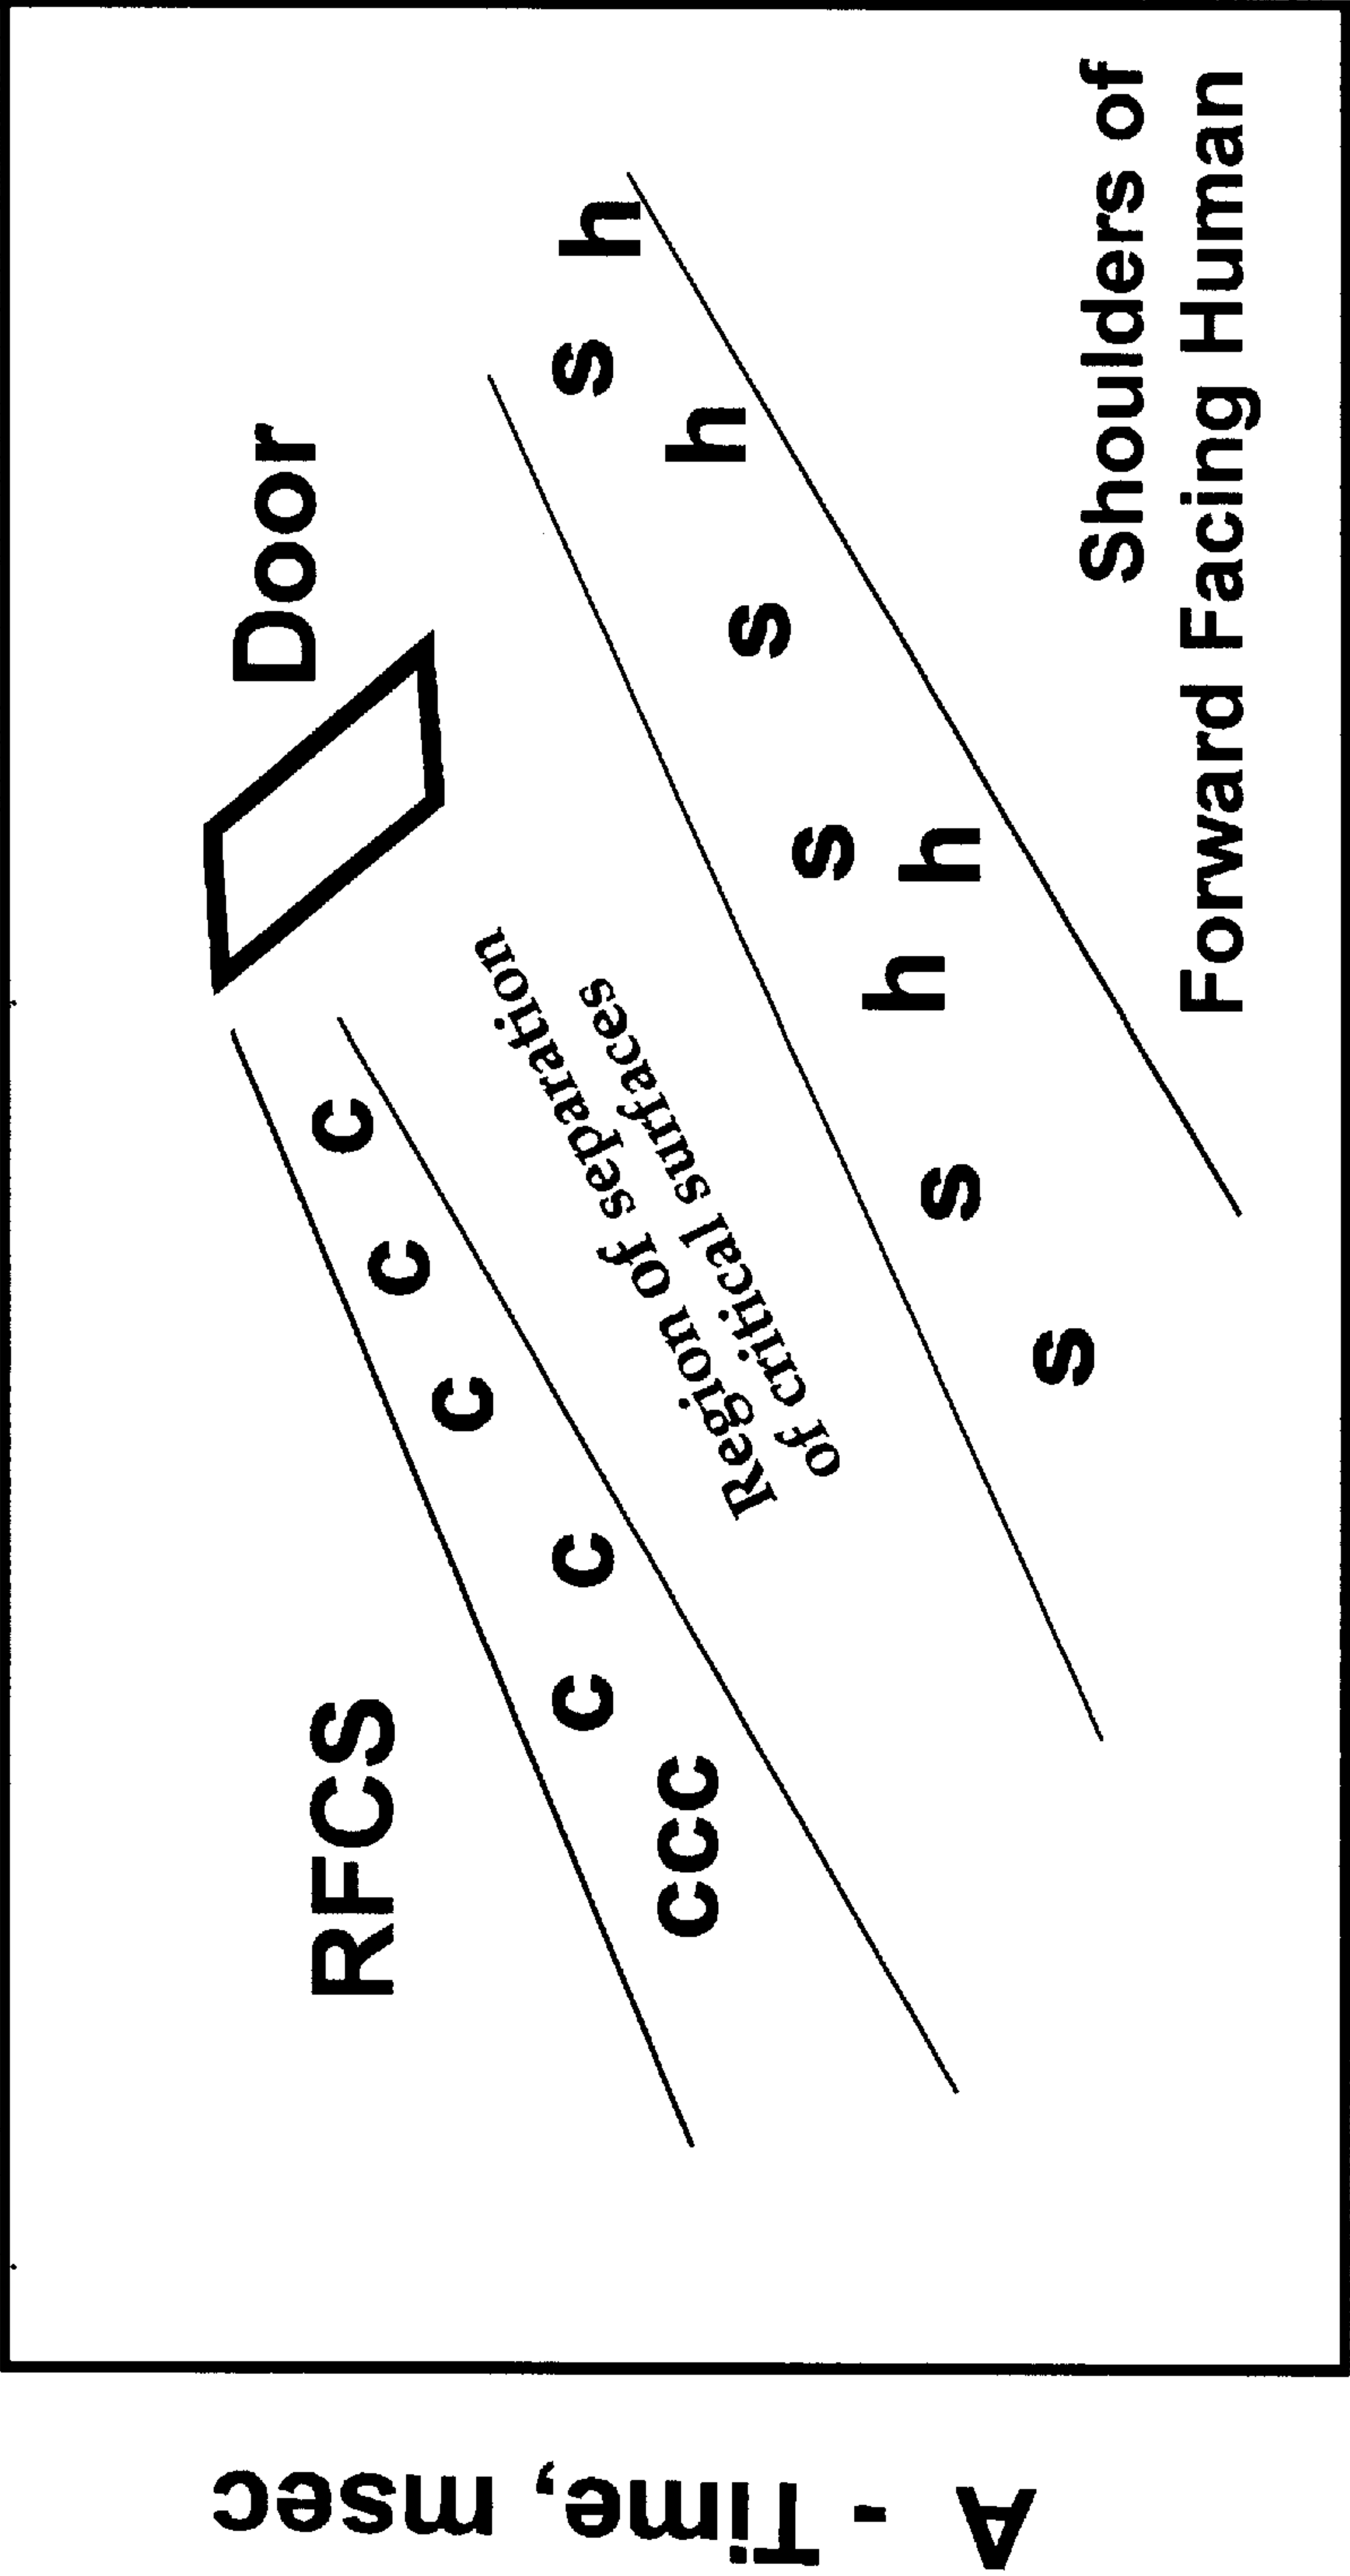 A - Time, msec
Door
RFCS
c
c
c
c c
ccc
Region of separation
of critical surfaces
s h
h
s
s
h h
s
s
Shoulders of
Forward Facing Human